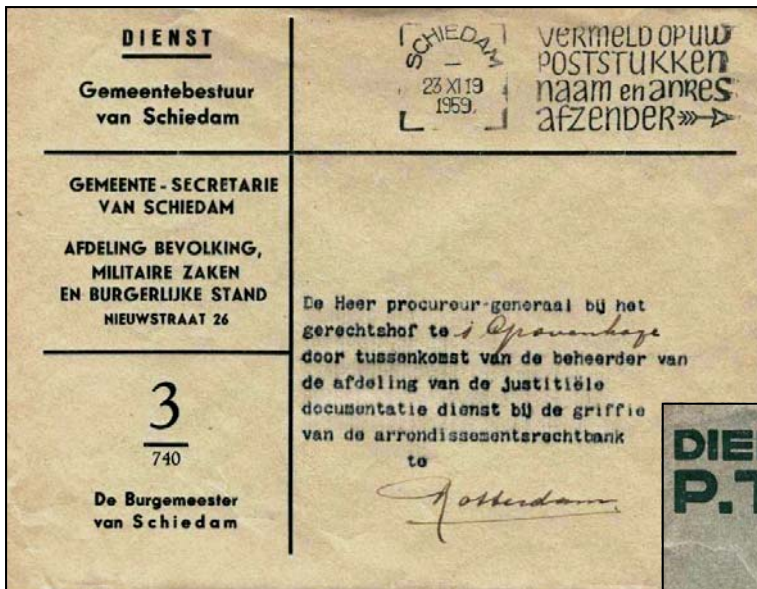 DIENST
Gemeentebestuur
van Schiedam
SCHIEDAM
23 XI 19
1959
VERMELD OP UW
POSTSTUKKEN
naam en adres
afzender
GEMEENTE-SECRETARIE
VAN SCHIEDAM
AFDELING BEVOLKING,
MILITAIRE ZAKEN
EN BURGERLIJKE STAND
NIEUWSTRAAT 26
3
740
De Burgemeester
van Schiedam
De Heer procureur-generaal bij het
gerechtshof te 's Gravenhage
door tussenkomst van de beheerder van
de afdeling van de justitiële
documentatie dienst bij de griffie
van de arrondissementsrechtbank
te
Rotterdam.
DIE
P.T